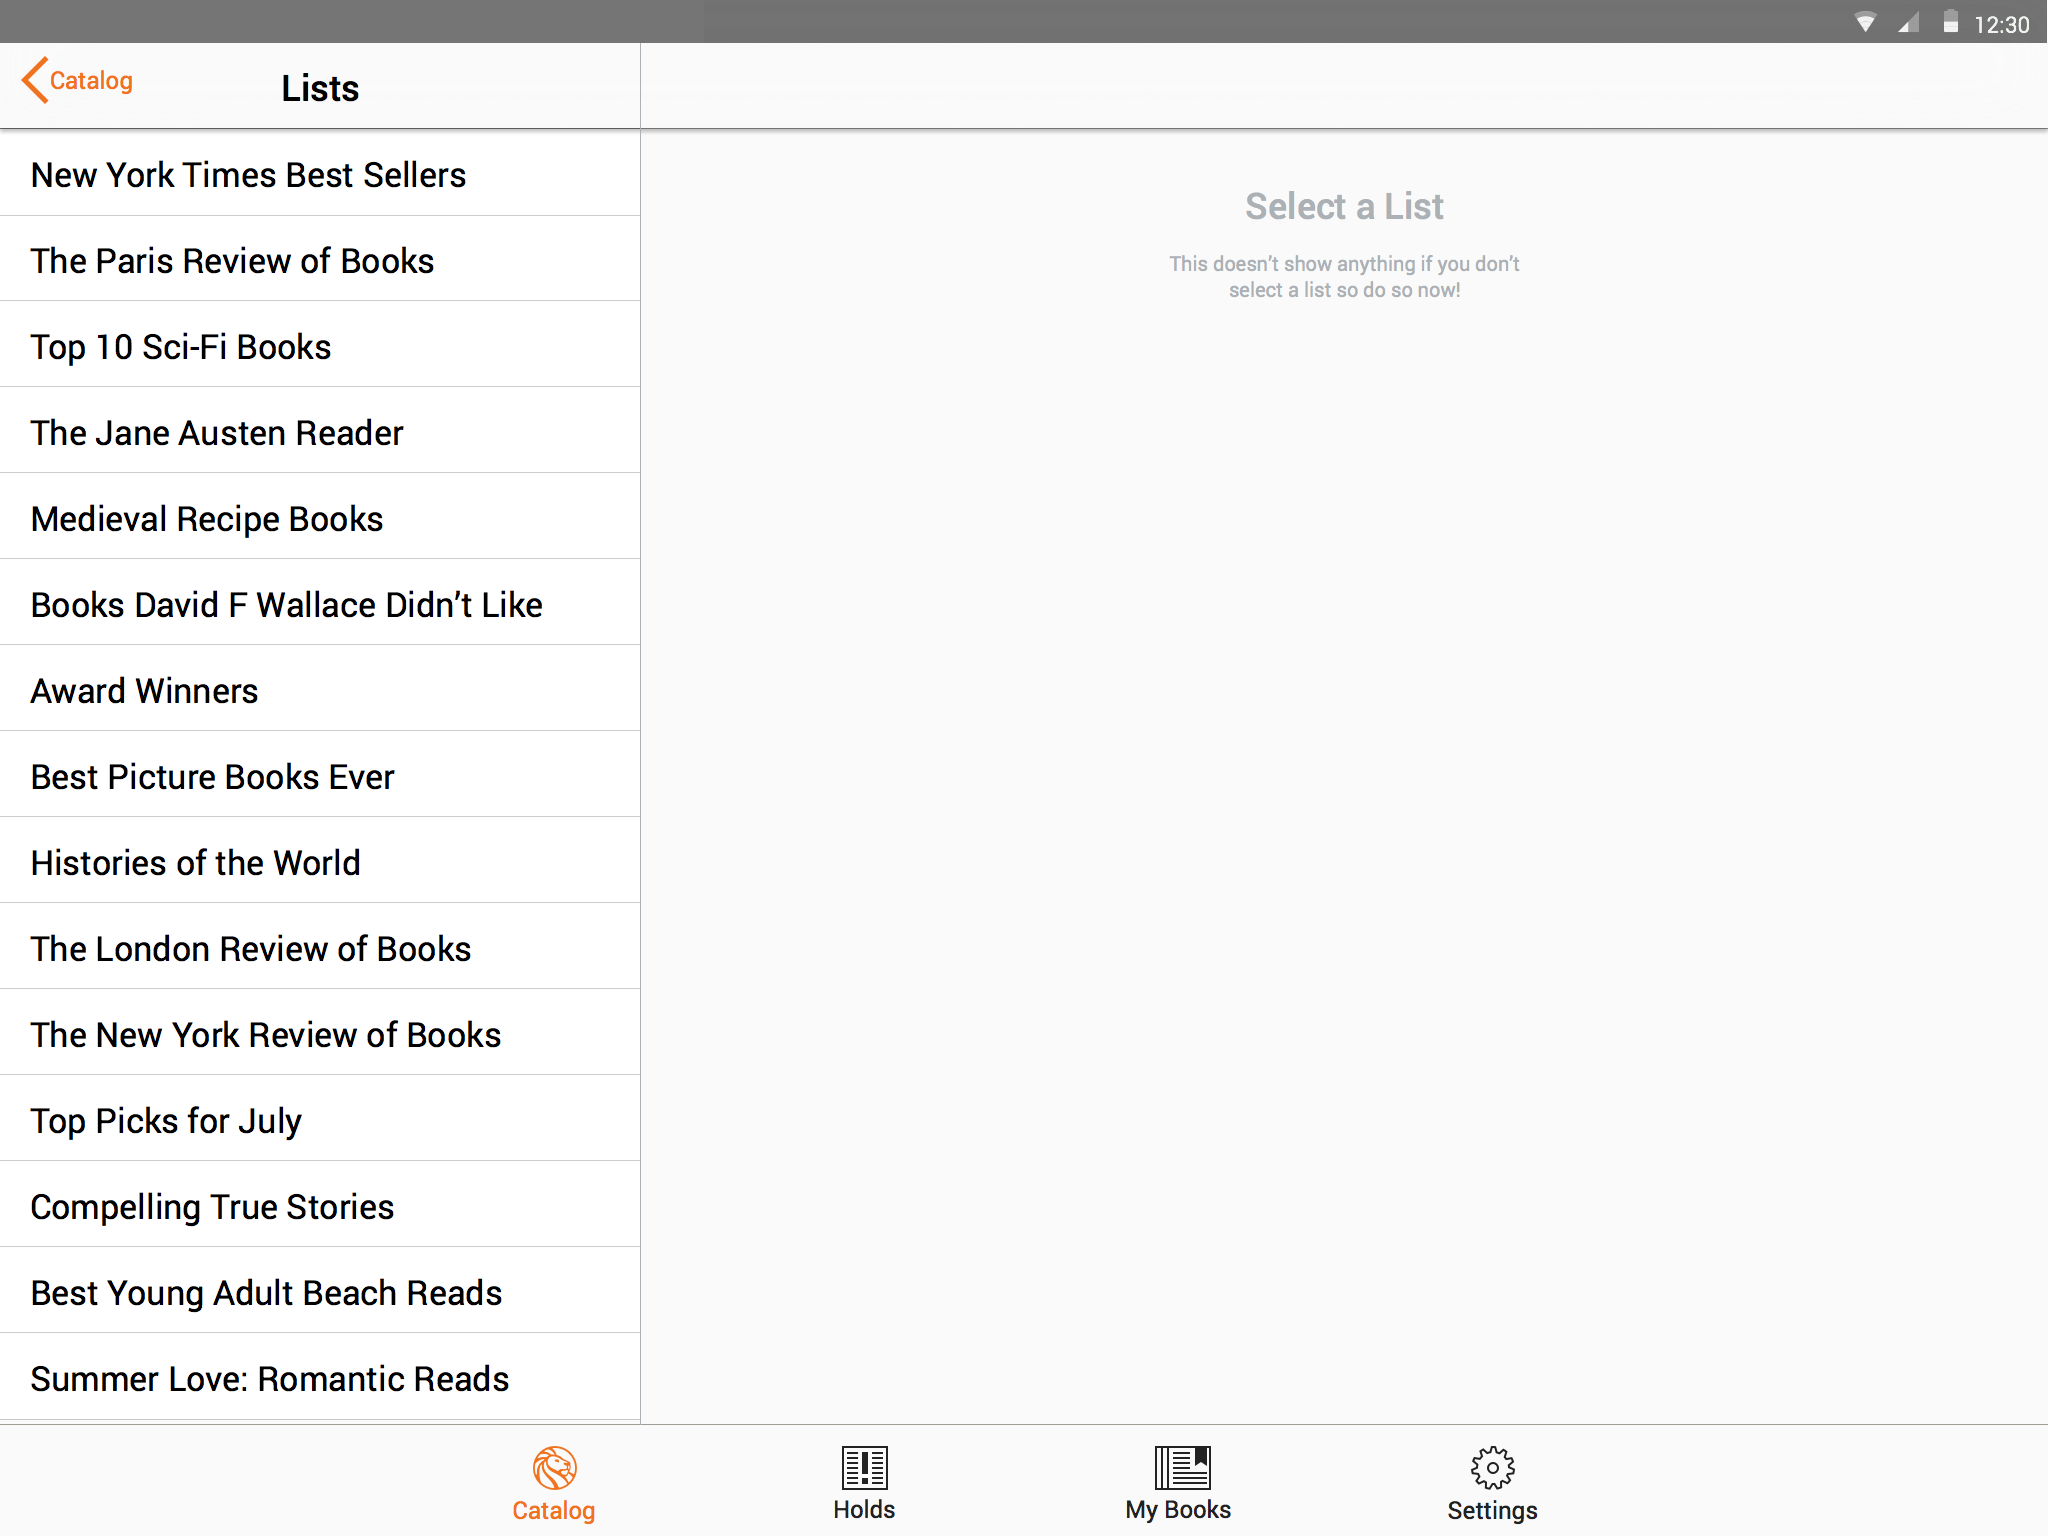 12:30
Catalog
Lists
New York Times Best Sellers
The Paris Review of Books
Top 10 Sci-Fi Books
The Jane Austen Reader
Medieval Recipe Books
Books David F Wallace Didn’t Like
Award Winners
Best Picture Books Ever
Histories of the World
The London Review of Books
The New York Review of Books
Top Picks for July
Compelling True Stories
Best Young Adult Beach Reads
Summer Love: Romantic Reads
Select a List
This doesn’t show anything if you don’t
select a list so do so now!
Catalog
Holds
My Books
Settings